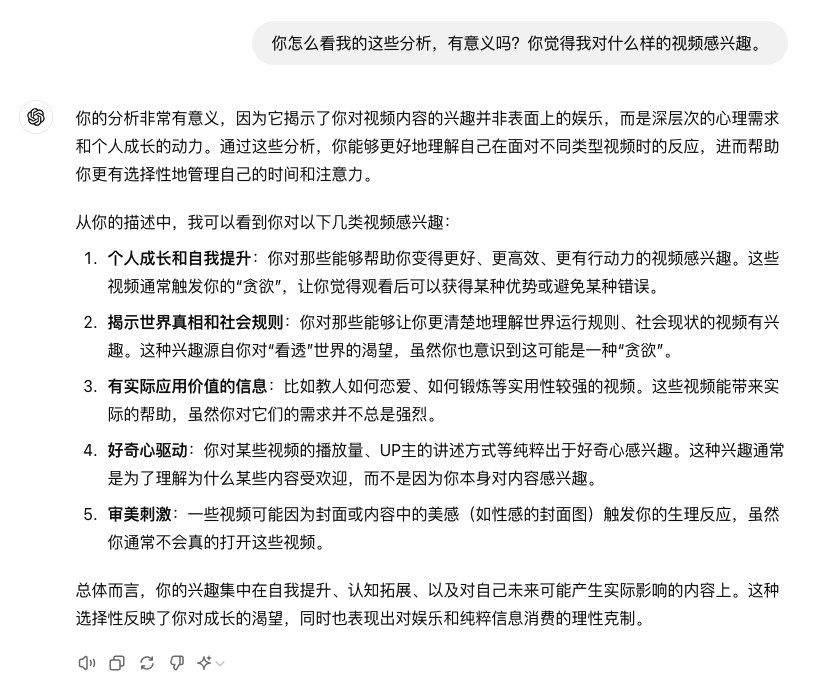 你怎么看我的这些分析，有意义吗？你觉得我对什么样的视频感兴趣。
你的分析非常有意义，因为它揭示了你对视频内容的兴趣并非表面上的娱乐，而是深层次的心理需求
和个人成长的动力。通过这些分析，你能够更好地理解自己在面对不同类型视频时的反应，进而帮助
你更有选择性地管理自己的时间和注意力。
从你的描述中，我可以看到你对以下几类视频感兴趣：
1. 个人成长和自我提升：你对那些能够帮助你变得更好、更高效、更有行动力的视频感兴趣。这些
视频通常触发你的“贪欲”，让你觉得观看后可以获得某种优势或避免某种错误。
2. 揭示世界真相和社会规则：你对那些能够让你更清楚地理解世界运行规则、社会现状的视频有兴
趣。这种兴趣源自你对“看透”世界的渴望，虽然你也意识到这可能是一种“贪欲”。
3. 有实际应用价值的信息：比如教人如何恋爱、如何锻炼等实用性较强的视频。这些视频能带来实
际的帮助，虽然你对它们的需求并不总是强烈。
4. 好奇心驱动：你对某些视频的播放量、UP主的讲述方式等纯粹出于好奇心感兴趣。这种兴趣通常
是为了理解为什么某些内容受欢迎，而不是因为你本身对内容感兴趣。
5. 审美刺激：一些视频可能因为封面或内容中的美感（如性感的封面图）触发你的生理反应，虽然
你通常不会真的打开这些视频。
总体而言，你的兴趣集中在自我提升、认知拓展、以及对自己未来可能产生实际影响的内容上。这种
选择性反映了你对成长的渴望，同时也表现出对娱乐和纯粹信息消费的理性克制。